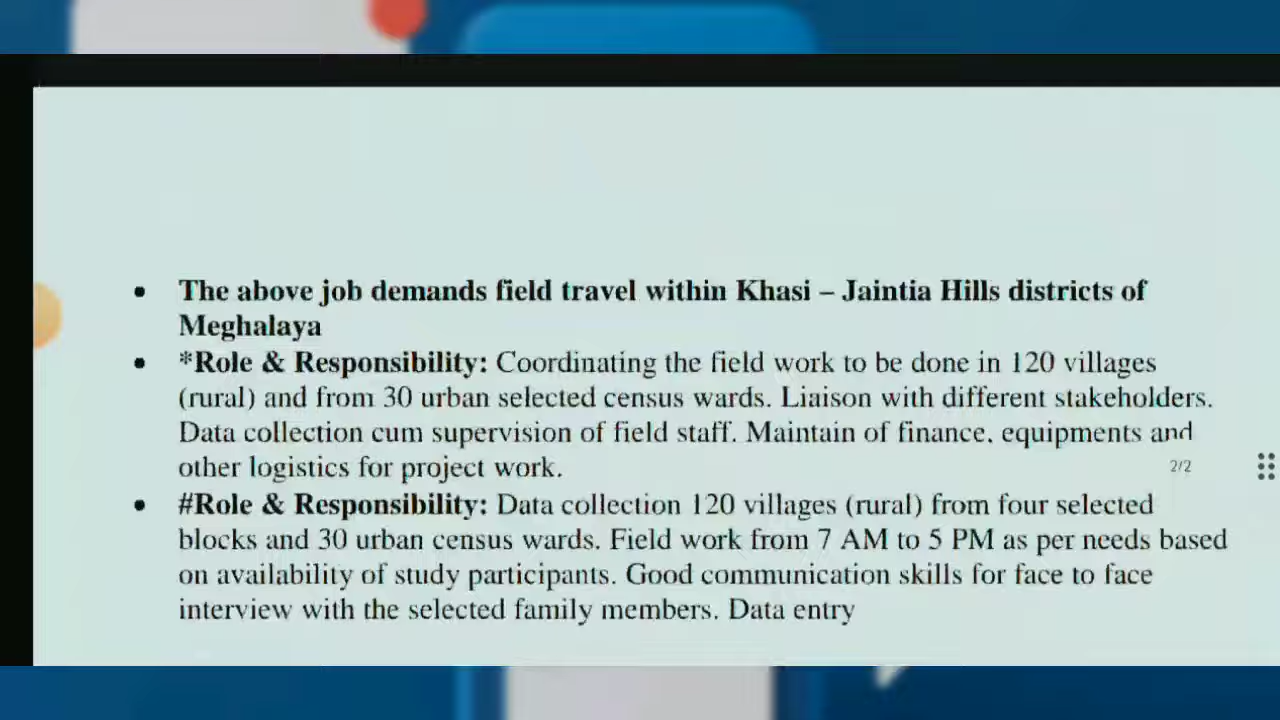 • The above job demands field travel within Khasi – Jaintia Hills districts of
Meghalaya
• *Role & Responsibility: Coordinating the field work to be done in 120 villages
(rural) and from 30 urban selected census wards. Liaison with different stakeholders.
Data collection cum supervision of field staff. Maintain of finance, equipments and
other logistics for project work.
2/2
• #Role & Responsibility: Data collection 120 villages (rural) from four selected
blocks and 30 urban census wards. Field work from 7 AM to 5 PM as per needs based
on availability of study participants. Good communication skills for face to face
interview with the selected family members. Data entry